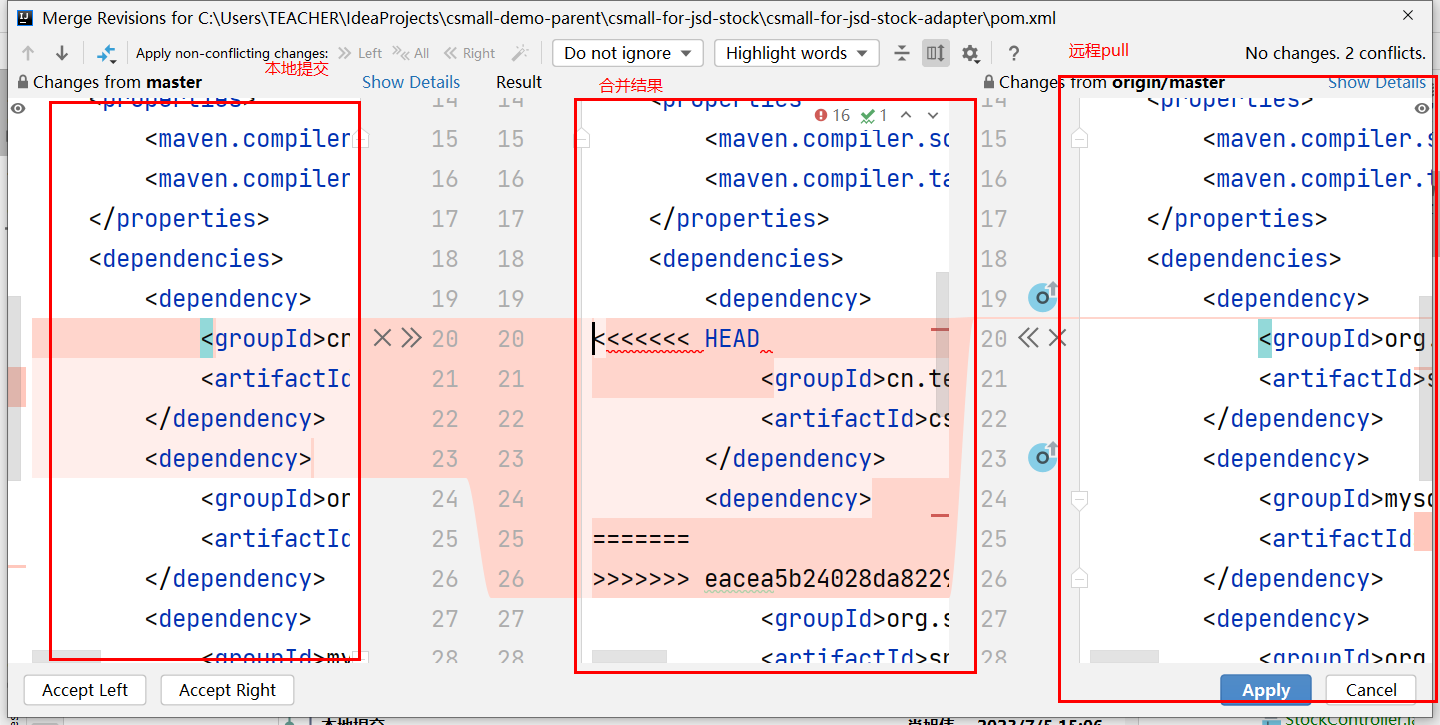 Merge Revisions for C:\Users\TEACHER\IdeaProjects\csmall-demo-parent\csmall-for-jsd-stock\csmall-for-jsd-stock-adapter\pom.xml
Apply non-conflicting changes: Left All Right Do not ignore Highlight words ? 远程pull No changes. 2 conflicts.
本地提交
Changes from master Show Details Result 合并结果 Changes from origin/master Show Details
<properties> 14 14 <properties 14 <properties>
16 1
<maven.compiler 15 15 <maven.compiler.so 15 <maven.compiler.s
<maven.compiler 16 16 <maven.compiler.ta 16 <maven.compiler.t
</properties> 17 17 </properties> 17 </properties>
<dependencies> 18 18 <dependencies> 18 <dependencies>
<dependency> 19 19 <dependency> 19 <dependency>
<groupId>cn 20 20 <<<<<<< HEAD 20 <groupId>org.
<artifactId 21 21 <groupId>cn.te 21 <artifactId>s
</dependency> 22 22 <artifactId>cs 22 </dependency>
<dependency> 23 23 </dependency> 23 <dependency>
<groupId>or 24 24 <dependency> 24 <groupId>mysq
<artifactId 25 25 ======= 25 <artifactId
</dependency> 26 26 >>>>>>> eacea5b24028da8229 26 </dependency>
<dependency> 27 27 <groupId>org.s 27 <dependency>
<groupId>my 28 28 <artifactId>sp 28 <groupId>org
Accept Left Accept Right Apply Cancel
本地提交 2023/7/5 15:06 StockController.